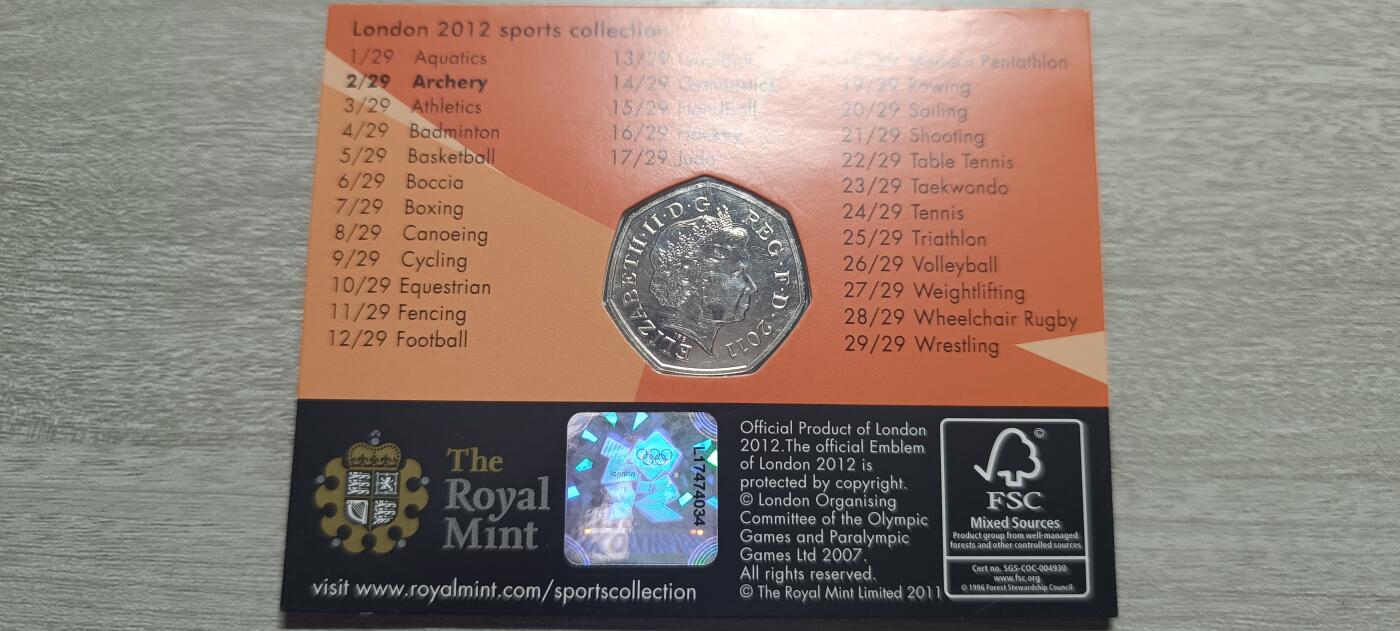 London 2012 sports collection
1/29 Aquatics
2/29 Archery
3/29 Athletics
4/29 Badminton
5/29 Basketball
6/29 Boccia
7/29 Boxing
8/29 Canoeing
9/29 Cycling
10/29 Equestrian
11/29 Fencing
12/29 Football
13/29
14/29 Gymnastics
15/29 Handball
16/29 Hockey
17/29 Judo
Modern Pentathlon
19/29 Rowing
20/29 Sailing
21/29 Shooting
22/29 Table Tennis
23/29 Taekwondo
24/29 Tennis
25/29 Triathlon
26/29 Volleyball
27/29 Weightlifting
28/29 Wheelchair Rugby
29/29 Wrestling
ELIZABETH·II·D·G REG·F·D·2011
The
Royal
Mint
london
L17474034
Official Product of London
2012.The official Emblem
of London 2012 is
protected by copyright.
© London Organising
Committee of the Olympic
Games and Paralympic
Games Ltd 2007.
All rights reserved.
© The Royal Mint Limited 2011
©
FSC
Mixed Sources
Product group from well-managed
forests and other controlled sources
Cert no. SGS-COC-004930
www.fsc.org
© 1996 Forest Stewardship Council
visit www.royalmint.com/sportscollection